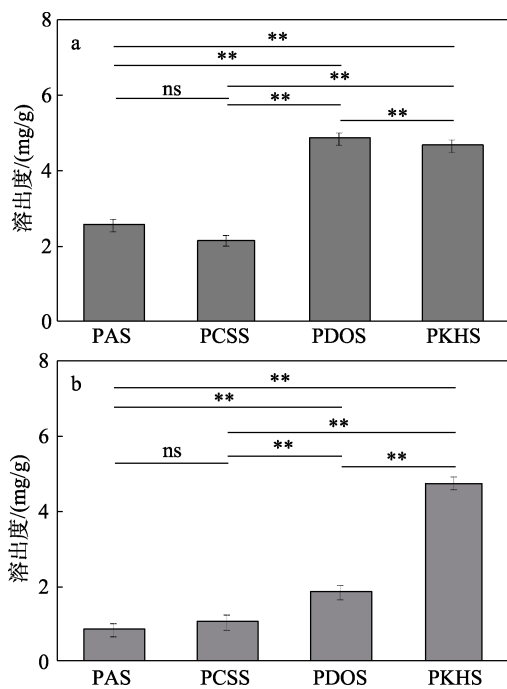 a
8
6
4
2
0
溶出度/(mg/g)
**
**
ns
**
**
**
PAS PCSS PDOS PKHS
b
8
6
4
2
0
溶出度/(mg/g)
**
**
**
ns
**
**
PAS PCSS PDOS PKHS